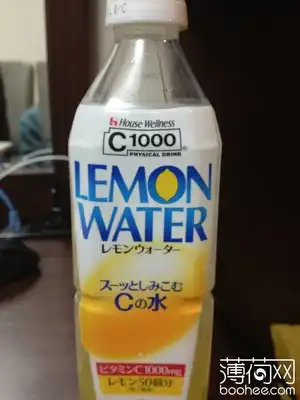 House Wellness
C1000
PHYSICAL DRINK
LEMON
WATER
レモンウォーター
スーッとしみこむ
Cの水
ビタミンC1000mg
レモン50個分
薄荷网
boohee.com